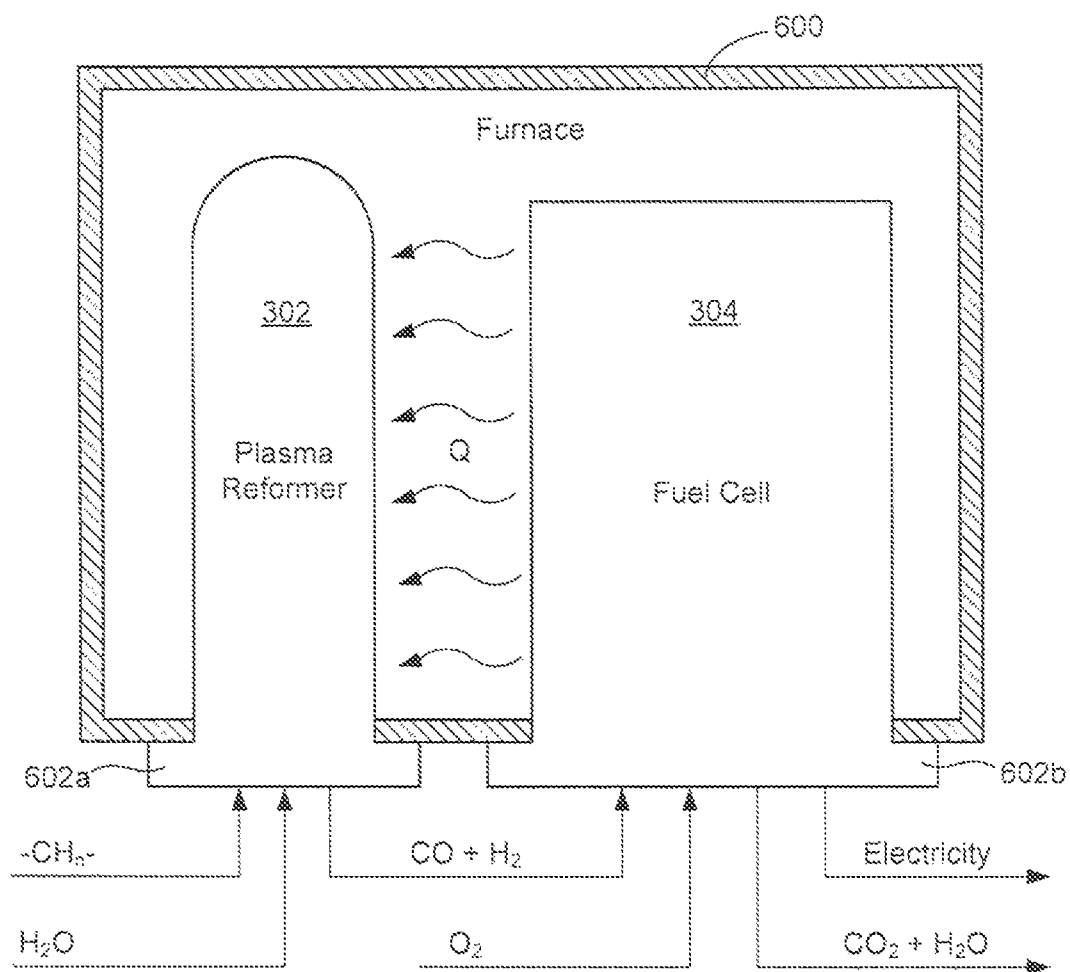 600
Furnace
302
304
Plasma
Reformer
Q
Fuel Cell
602a
602b
-CHn-
CO + H2
Electricity
H2O
O2
CO2 + H2O